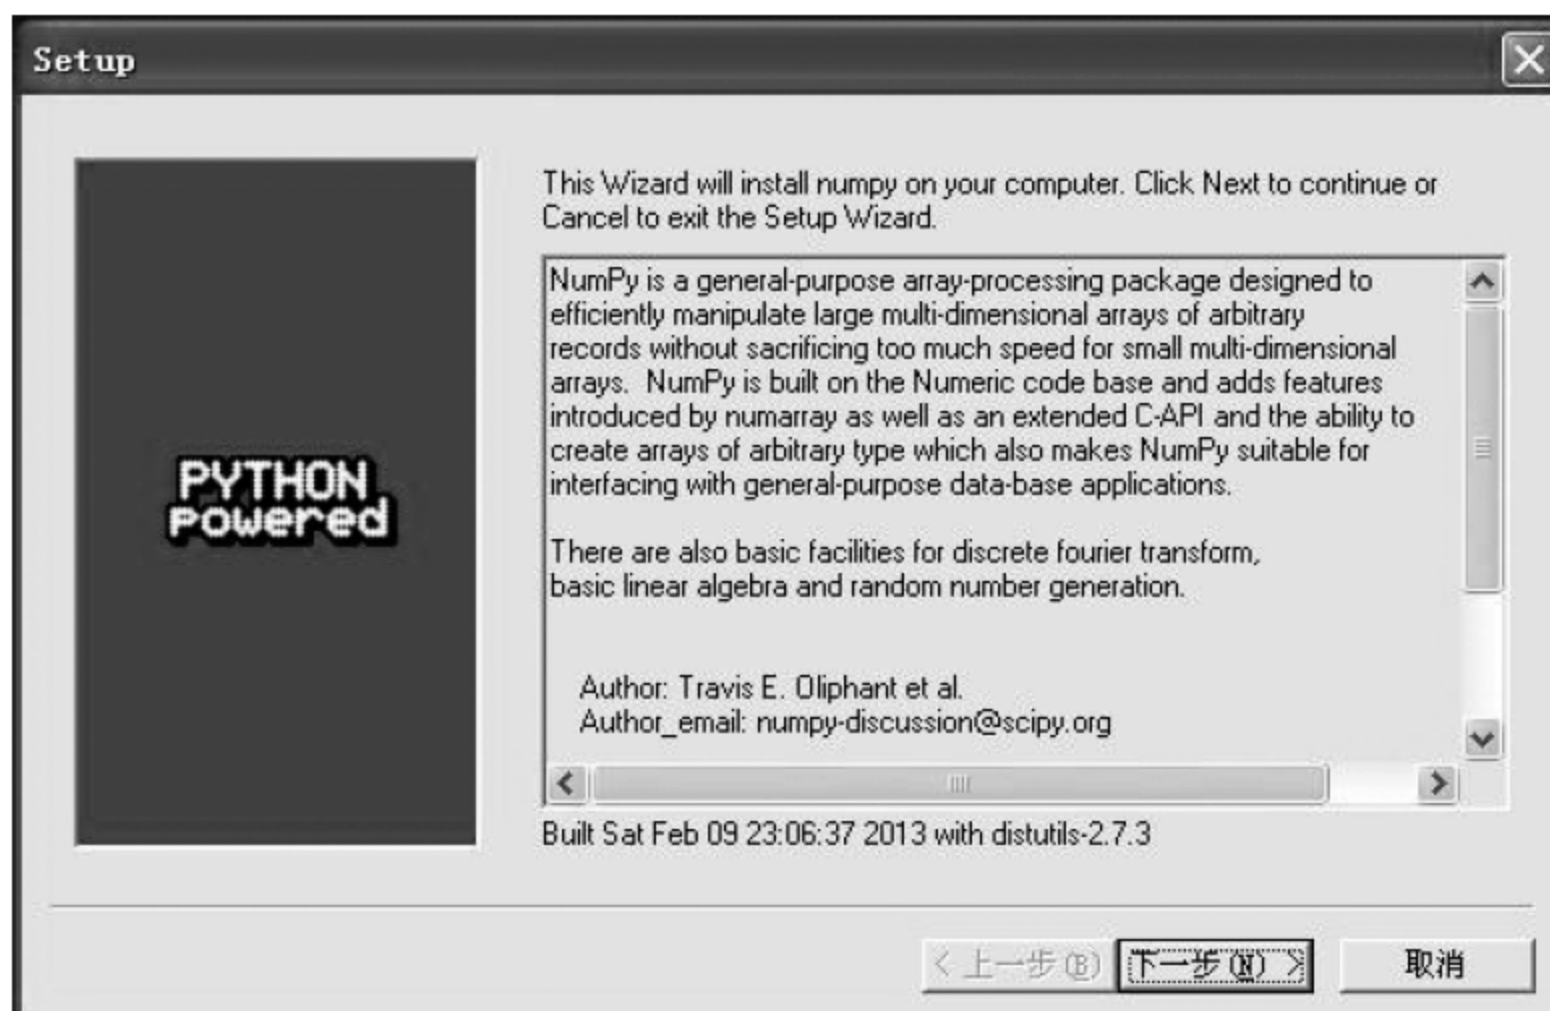 Setup
This Wizard will install numpy on your computer. Click Next to continue or
Cancel to exit the Setup Wizard.
NumPy is a general-purpose array-processing package designed to
efficiently manipulate large multi-dimensional arrays of arbitrary
records without sacrificing too much speed for small multi-dimensional
arrays.  NumPy is built on the Numeric code base and adds features
introduced by numarray as well as an extended C-API and the ability to
create arrays of arbitrary type which also makes NumPy suitable for
interfacing with general-purpose data-base applications.
There are also basic facilities for discrete fourier transform,
basic linear algebra and random number generation.
Author: Travis E. Oliphant et al.
Author_email: numpy-discussion@scipy.org
PYTHON
powered
Built Sat Feb 09 23:06:37 2013 with distutils-2.7.3
< 上一步(B) 下一步(N) > 取消